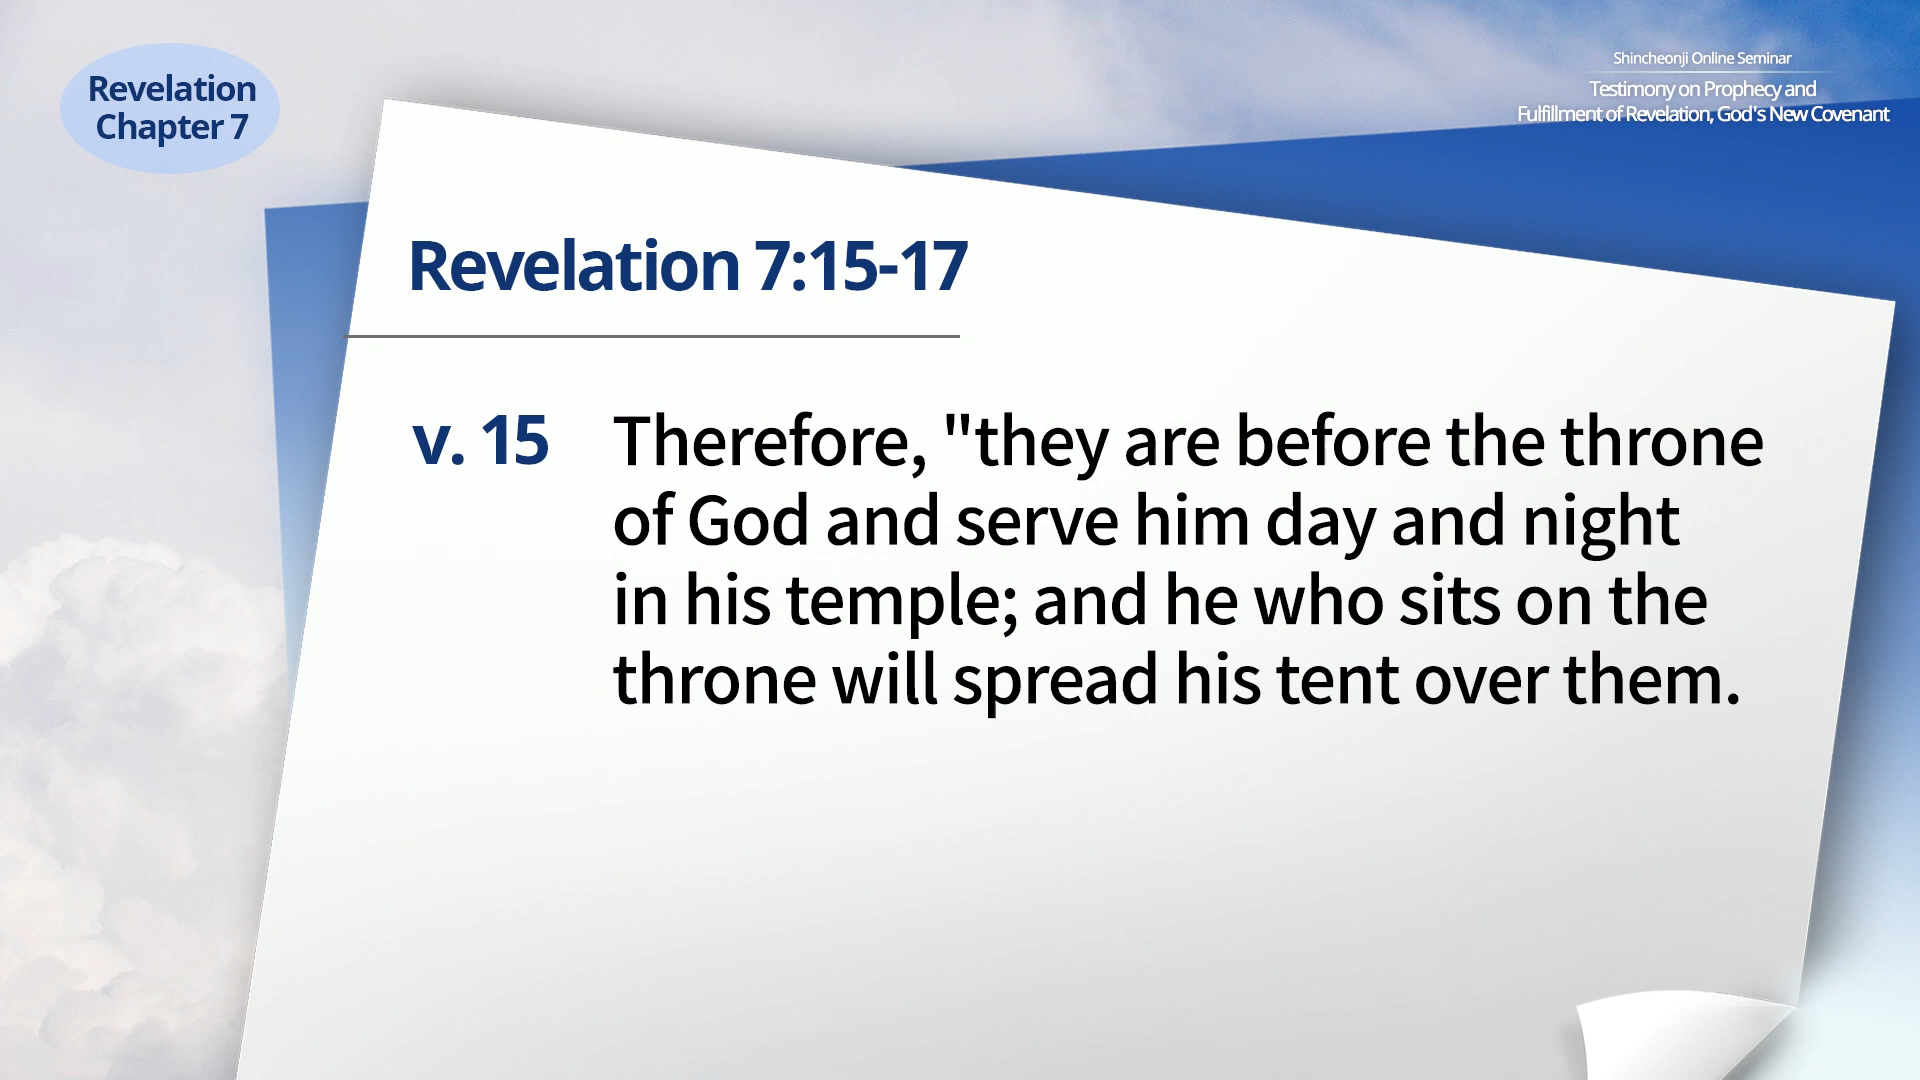 Revelation
Chapter 7
Shincheonji Online Seminar
Testimony on Prophecy and
Fulfillment of Revelation, God's New Covenant
Revelation 7:15-17
v. 15 Therefore, "they are before the throne
of God and serve him day and night
in his temple; and he who sits on the
throne will spread his tent over them.